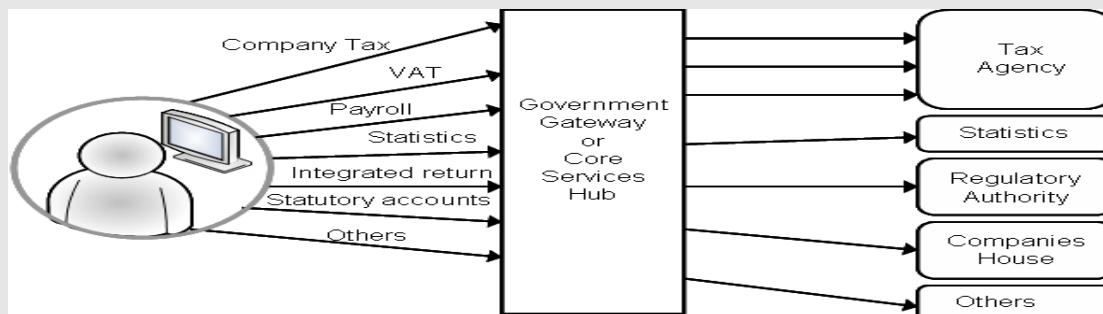 Company Tax
VAT
Payroll
Statistics
Integrated return
Statutory accounts
Others
Government
Gateway
or
Core
Services
Hub
Tax
Agency
Statistics
Regulatory
Authority
Companies
House
Others